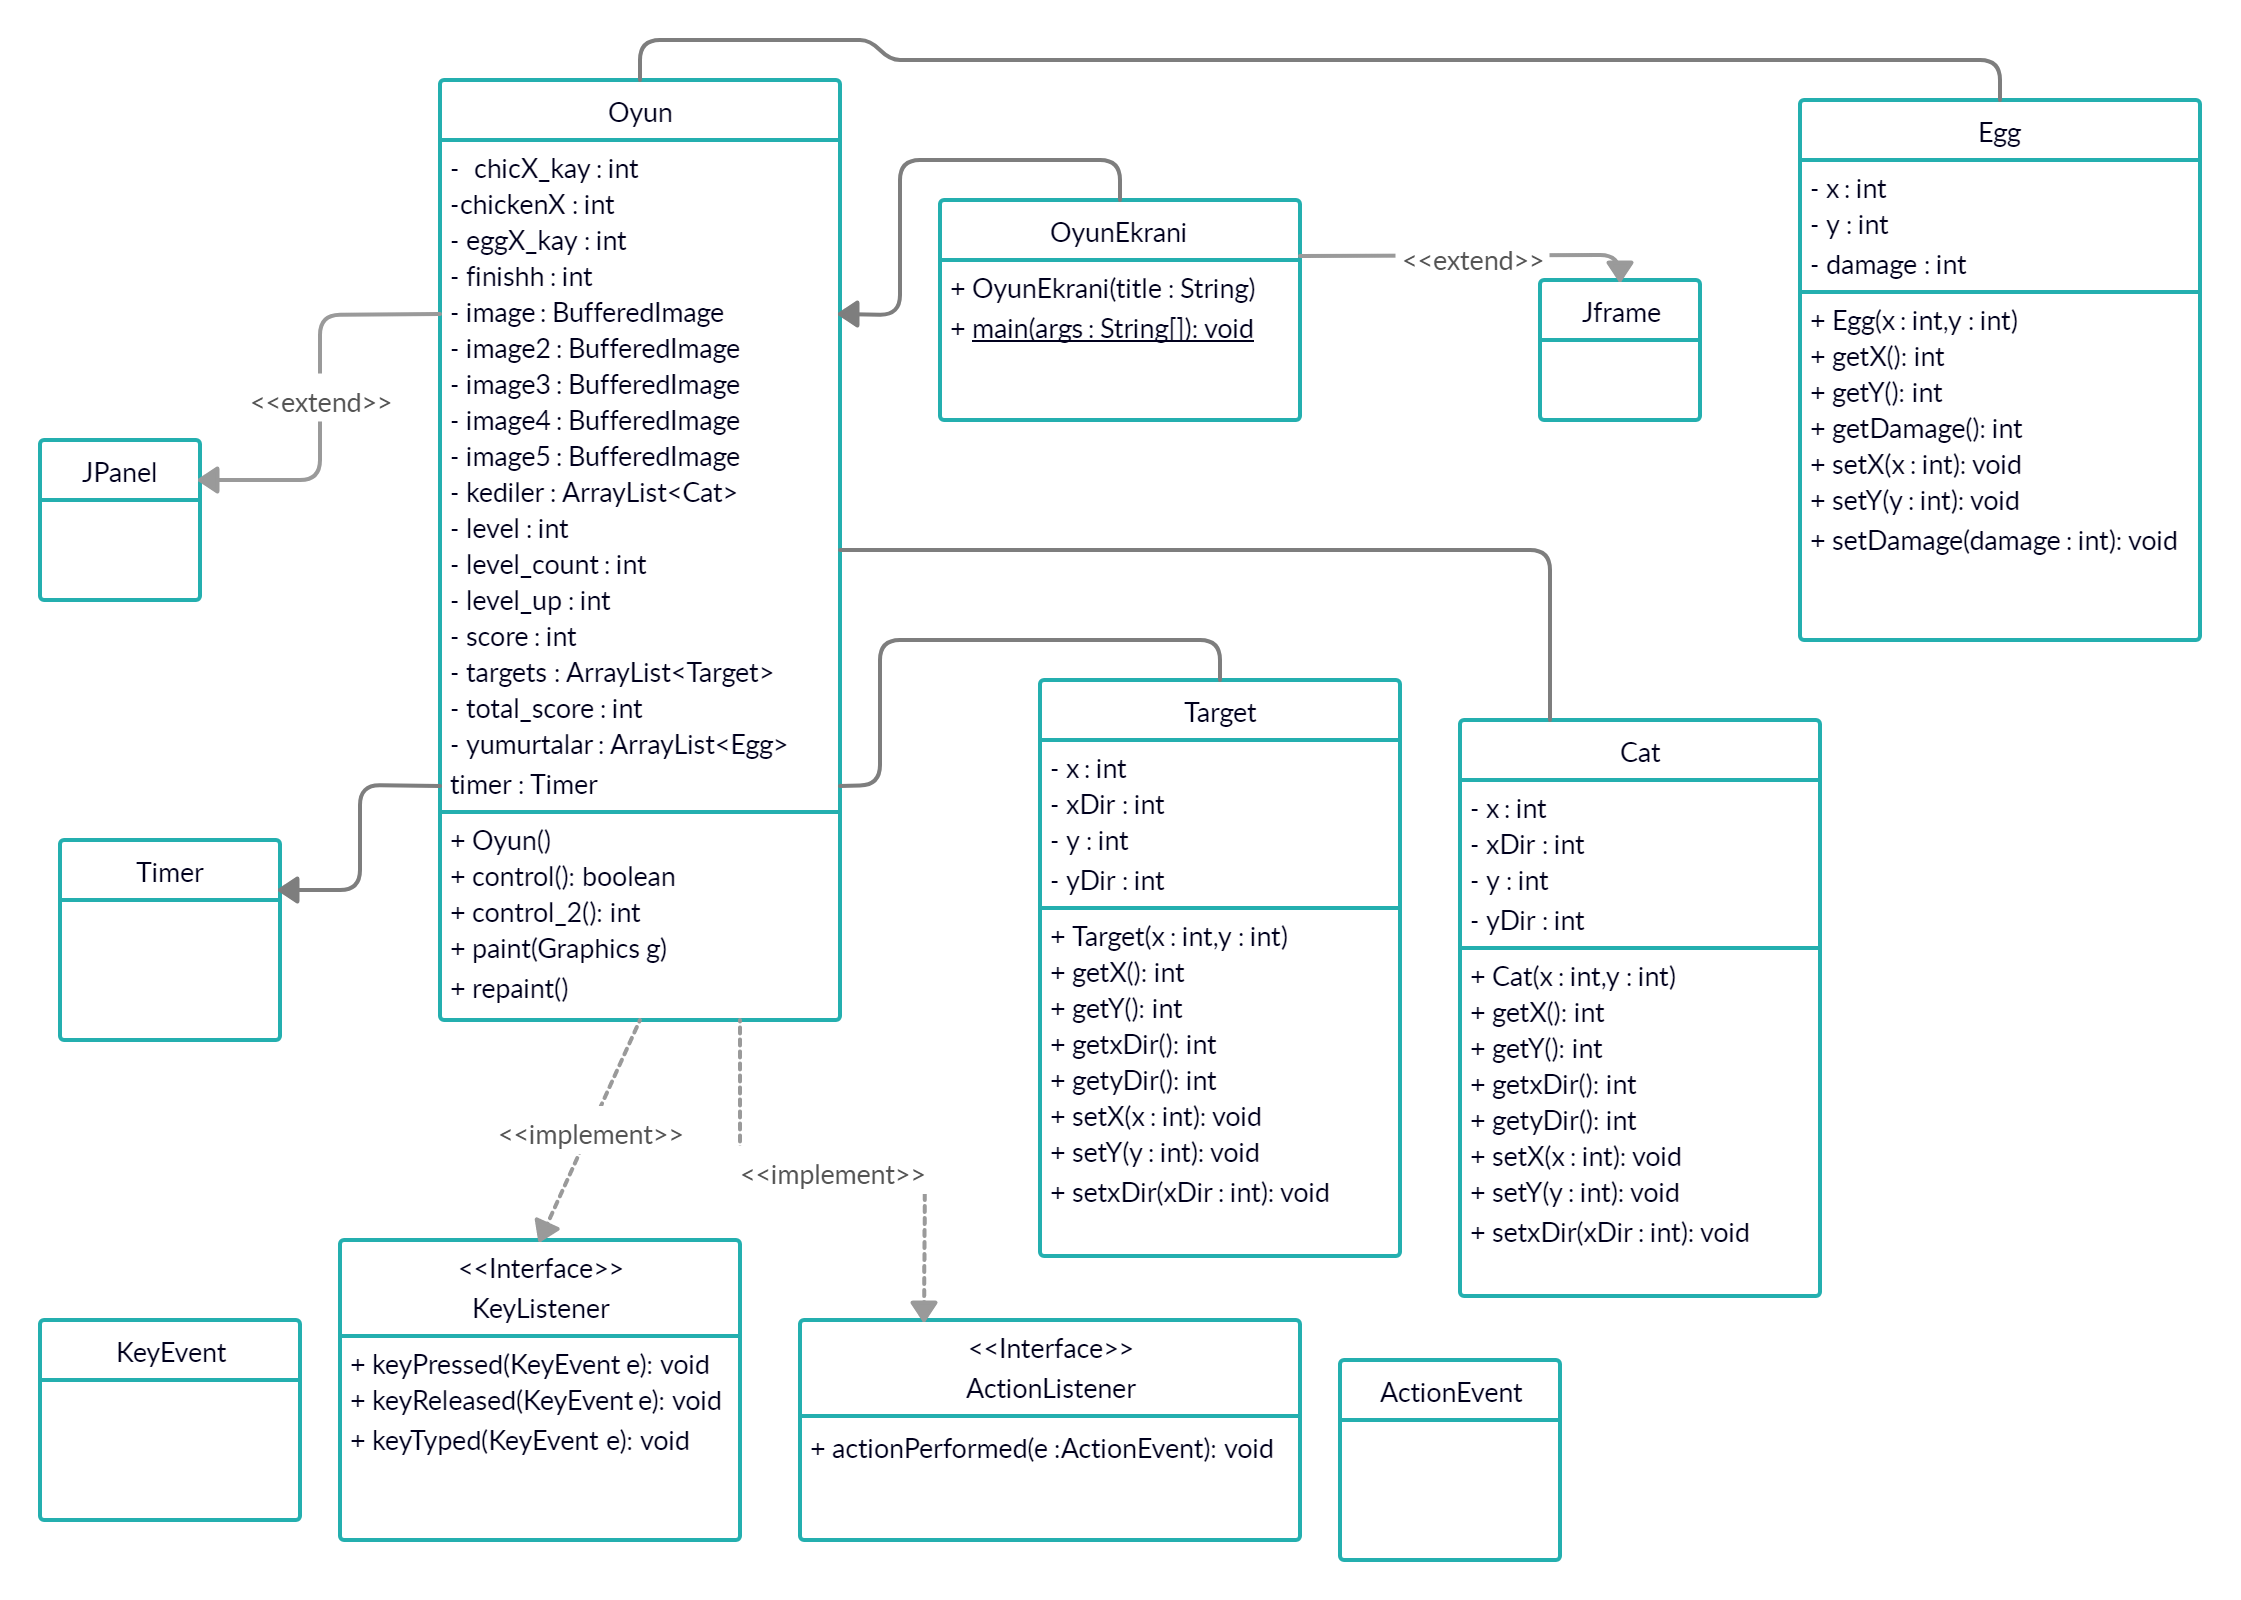 Oyun
-  chicX_kay : int
-chickenX : int
- eggX_kay : int
- finishh : int
- image : BufferedImage
- image2 : BufferedImage
- image3 : BufferedImage
- image4 : BufferedImage
- image5 : BufferedImage
- kediler : ArrayList<Cat>
- level : int
- level_count : int
- level_up : int
- score : int
- targets : ArrayList<Target>
- total_score : int
- yumurtalar : ArrayList<Egg>
timer : Timer
+ Oyun()
+ control(): boolean
+ control_2(): int
+ paint(Graphics g)
+ repaint()
OyunEkrani
+ OyunEkrani(title : String)
+ main(args : String[]): void
<<extend>>
Jframe
Egg
- x : int
- y : int
- damage : int
+ Egg(x : int,y : int)
+ getX(): int
+ getY(): int
+ getDamage(): int
+ setX(x : int): void
+ setY(y : int): void
+ setDamage(damage : int): void
<<extend>>
JPanel
Timer
Target
- x : int
- xDir : int
- y : int
- yDir : int
+ Target(x : int,y : int)
+ getX(): int
+ getY(): int
+ getxDir(): int
+ getyDir(): int
+ setX(x : int): void
+ setY(y : int): void
+ setxDir(xDir : int): void
Cat
- x : int
- xDir : int
- y : int
- yDir : int
+ Cat(x : int,y : int)
+ getX(): int
+ getY(): int
+ getxDir(): int
+ getyDir(): int
+ setX(x : int): void
+ setY(y : int): void
+ setxDir(xDir : int): void
<<implement>>
<<implement>>
KeyEvent
<<Interface>>
KeyListener
+ keyPressed(KeyEvent e): void
+ keyReleased(KeyEvent e): void
+ keyTyped(KeyEvent e): void
<<Interface>>
ActionListener
+ actionPerformed(e :ActionEvent): void
ActionEvent